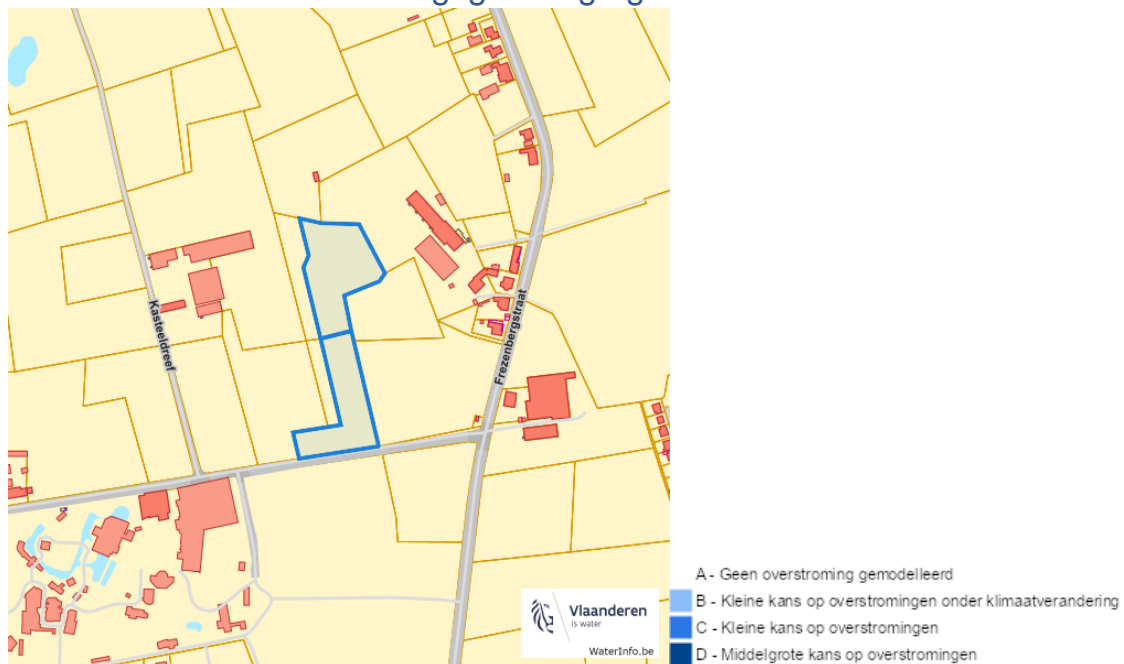 Kasteeldreef
Frezenbergstraat
Vlaanderen
is water
WaterInfo.be
A - Geen overstroming gemodelleerd
B - Kleine kans op overstromingen onder klimaatverandering
C - Kleine kans op overstromingen
D - Middelgrote kans op overstromingen